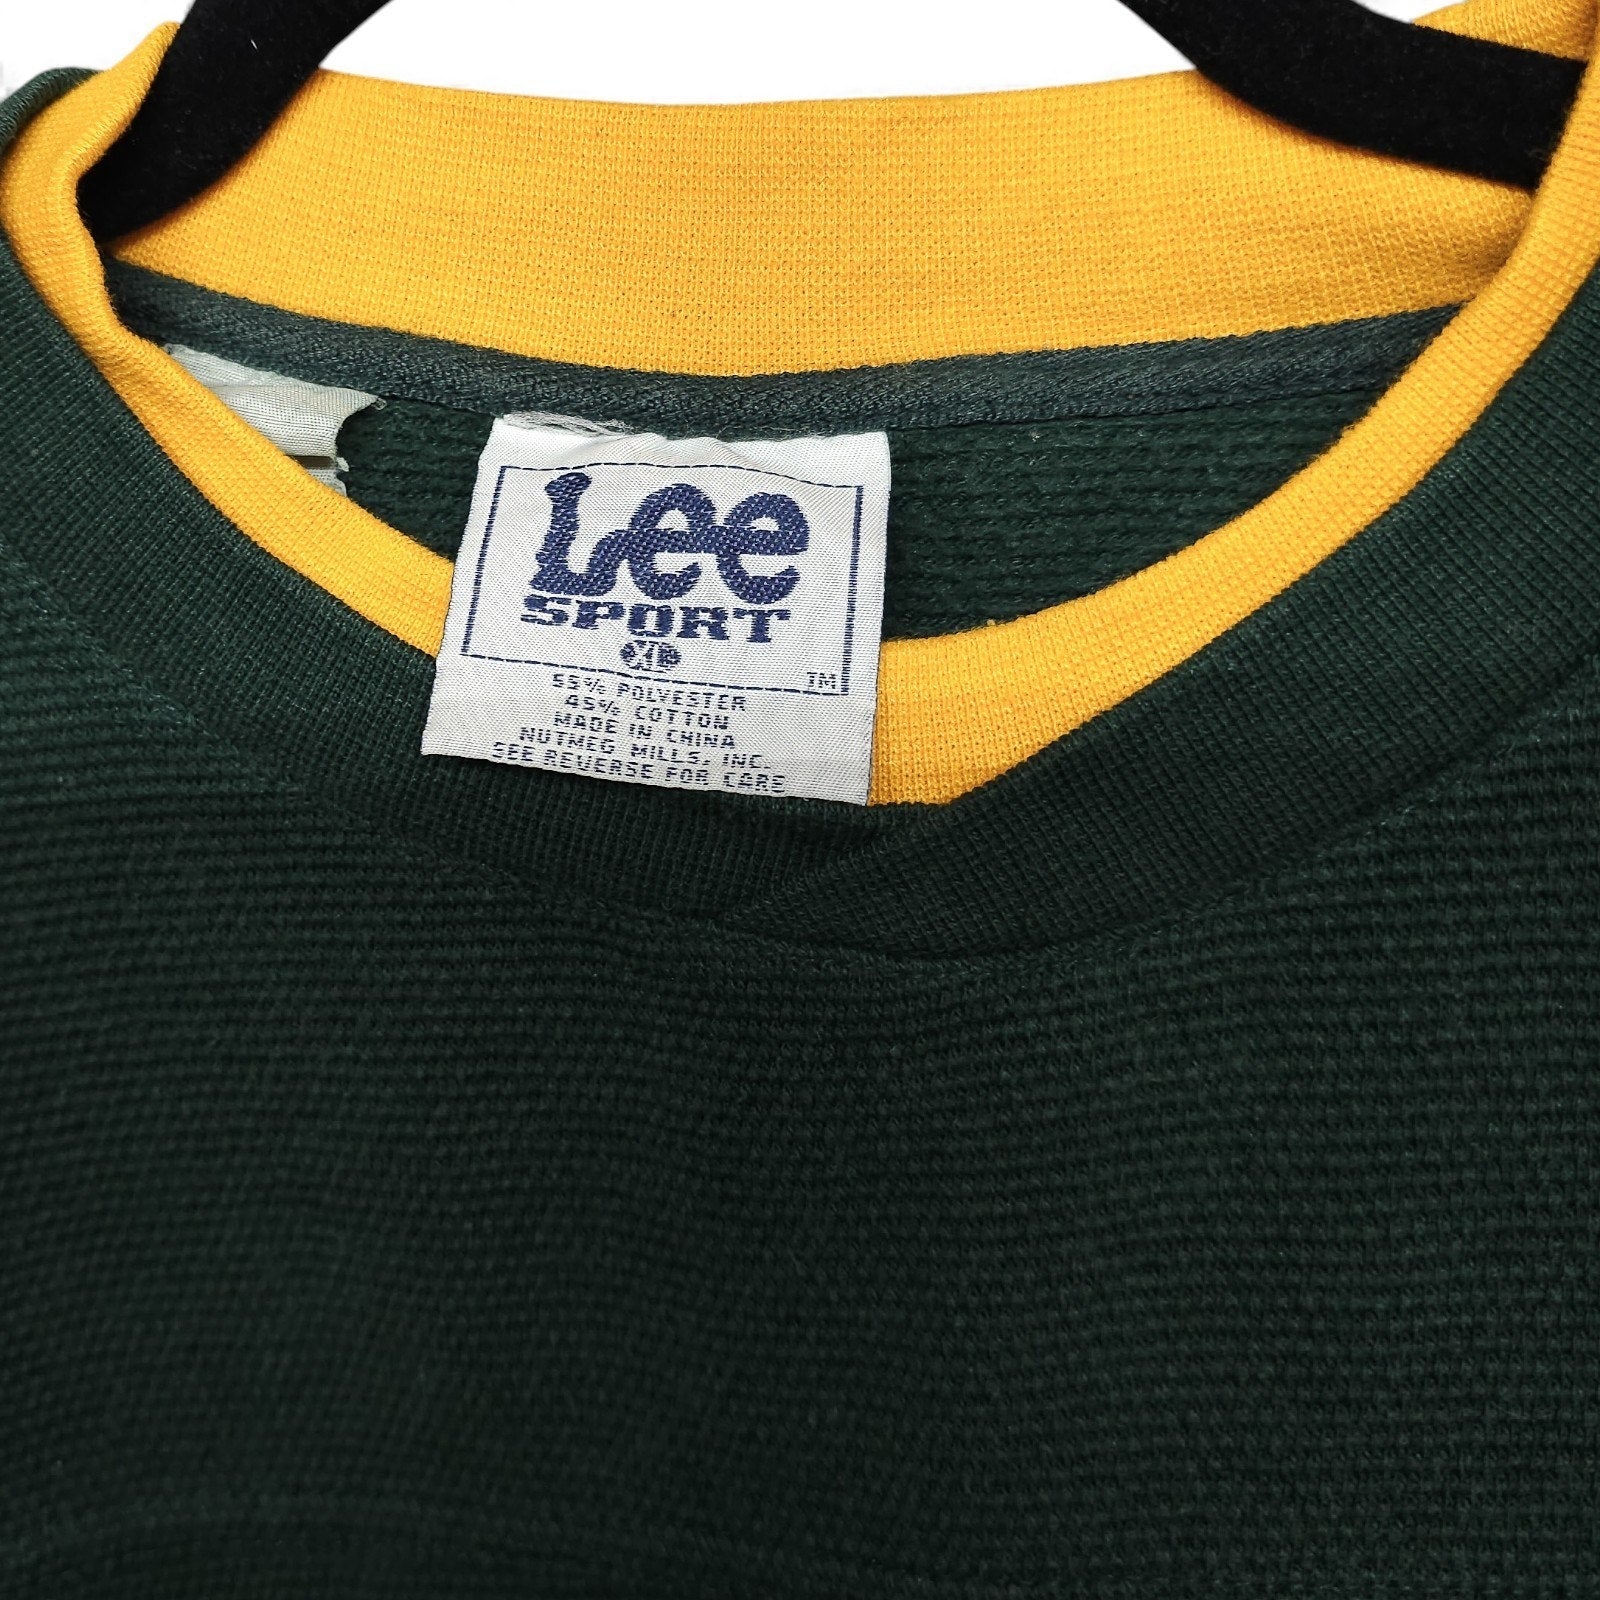 Lee
SPORT
XL
TM
55% POLYESTER
45% COTTON
MADE IN CHINA
NUTMEG MILLS, INC.
SEE REVERSE FOR CARE